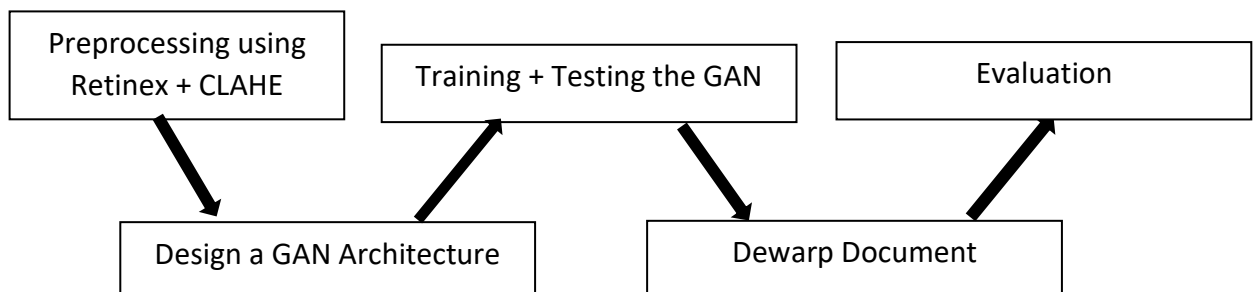 Preprocessing using
Retinex + CLAHE
Design a GAN Architecture
Training + Testing the GAN
Dewarp Document
Evaluation